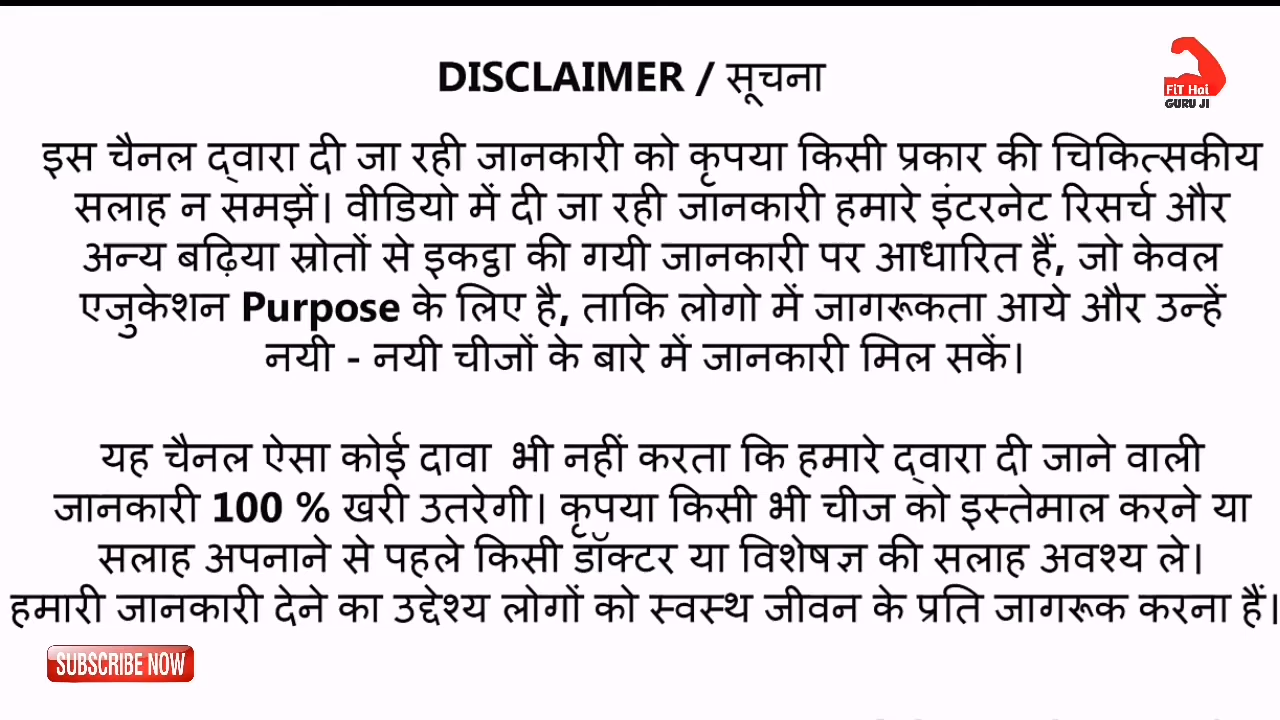 DISCLAIMER / सूचना
FiT Hai
GURU JI
इस चैनल द्वारा दी जा रही जानकारी को कृपया किसी प्रकार की चिकित्सकीय
सलाह न समझें। वीडियो में दी जा रही जानकारी हमारे इंटरनेट रिसर्च और
अन्य बढ़िया स्रोतों से इकट्ठा की गयी जानकारी पर आधारित हैं, जो केवल
एजुकेशन Purpose के लिए है, ताकि लोगो में जागरूकता आये और उन्हें
नयी - नयी चीजों के बारे में जानकारी मिल सकें।
यह चैनल ऐसा कोई दावा भी नहीं करता कि हमारे द्वारा दी जाने वाली
जानकारी 100 % खरी उतरेगी। कृपया किसी भी चीज को इस्तेमाल करने या
सलाह अपनाने से पहले किसी डॉक्टर या विशेषज्ञ की सलाह अवश्य ले।
हमारी जानकारी देने का उद्देश्य लोगों को स्वस्थ जीवन के प्रति जागरूक करना हैं।
SUBSCRIBE NOW